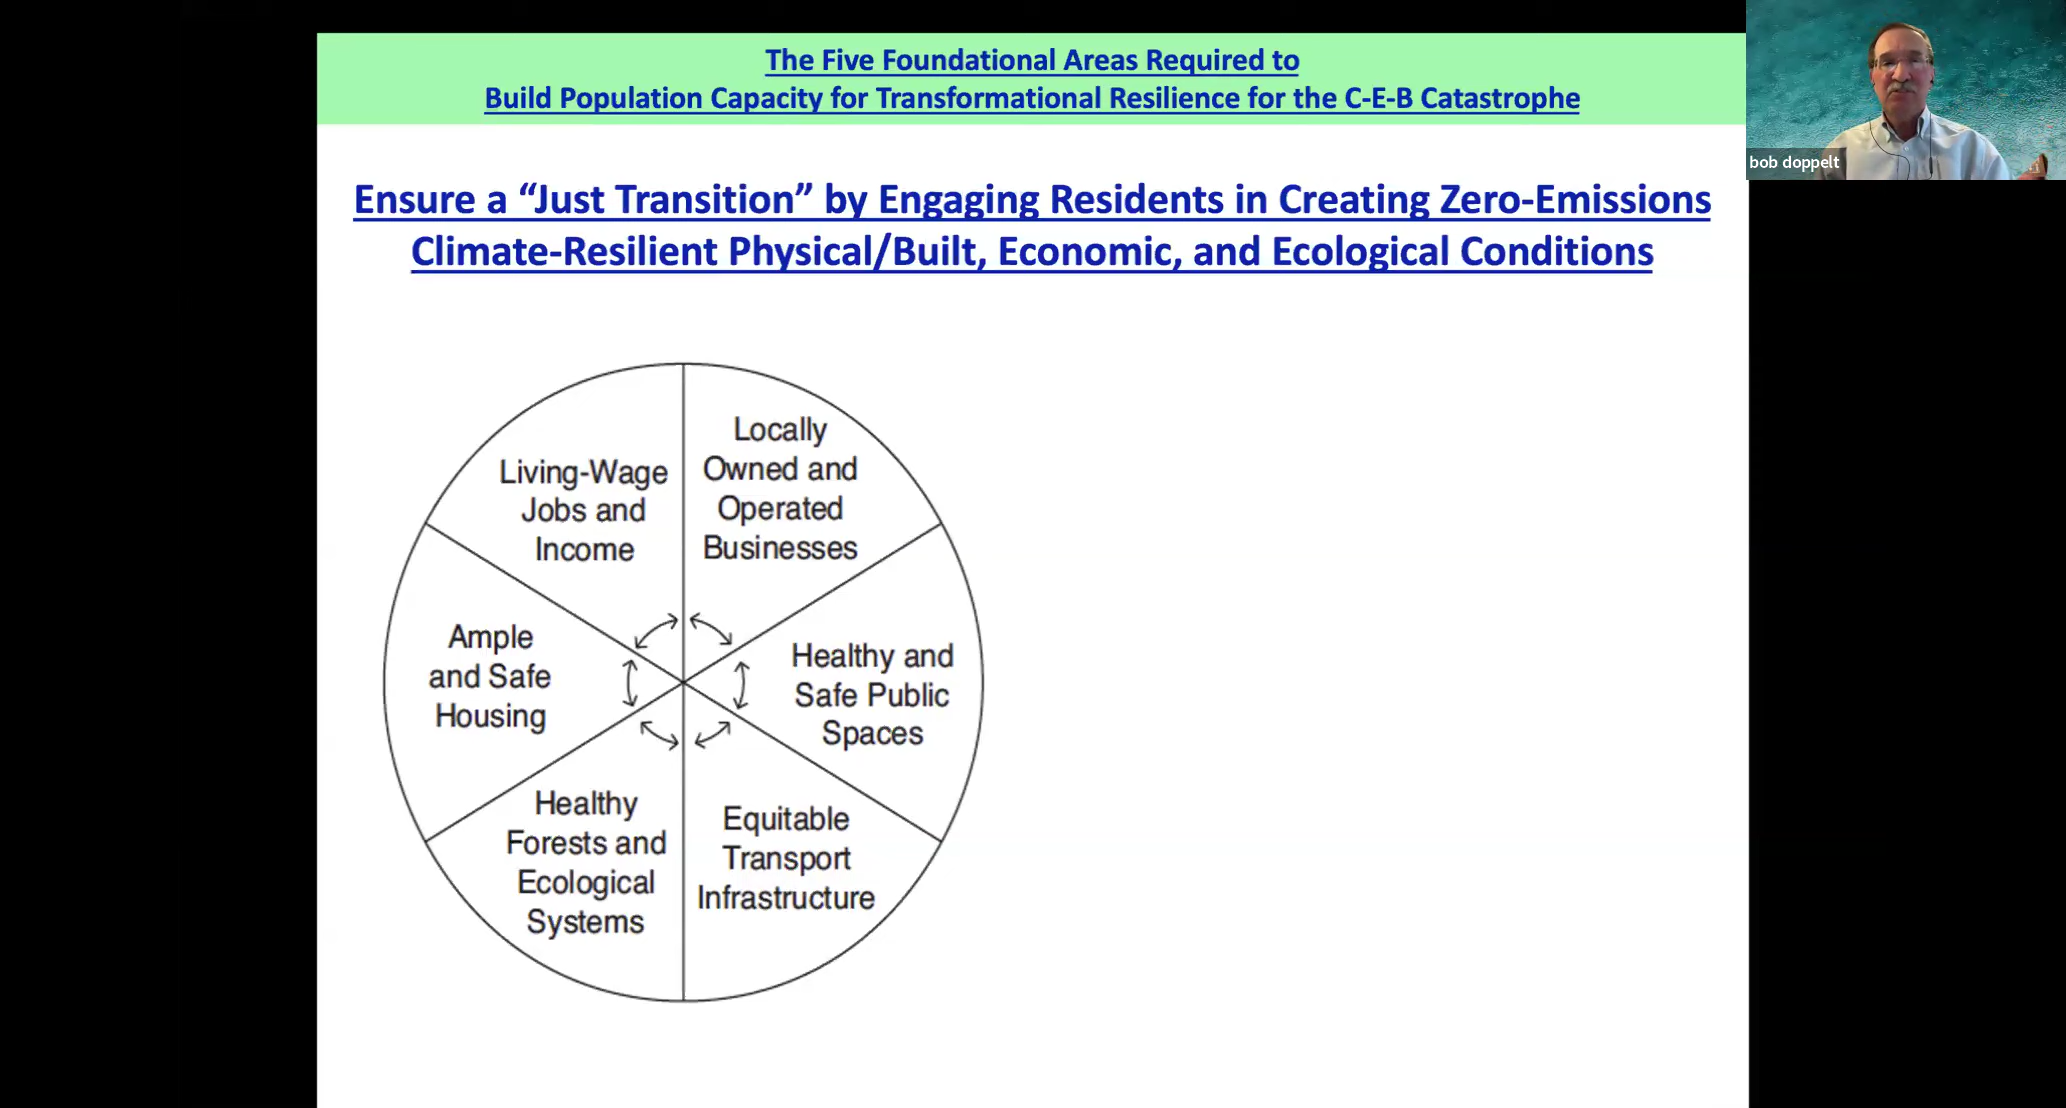 The Five Foundational Areas Required to
Build Population Capacity for Transformational Resilience for the C-E-B Catastrophe
bob doppelt
Ensure a “Just Transition” by Engaging Residents in Creating Zero-Emissions
Climate-Resilient Physical/Built, Economic, and Ecological Conditions
Living-Wage
Jobs and
Income
Locally
Owned and
Operated
Businesses
Ample
and Safe
Housing
Healthy and
Safe Public
Spaces
Healthy
Forests and
Ecological
Systems
Equitable
Transport
Infrastructure